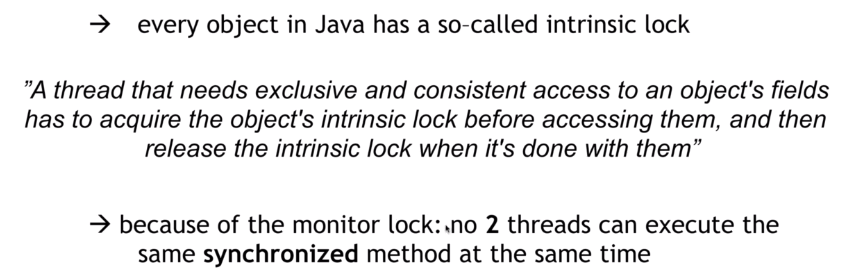 → every object in Java has a so-called intrinsic lock
”A thread that needs exclusive and consistent access to an object's fields
has to acquire the object's intrinsic lock before accessing them, and then
release the intrinsic lock when it's done with them”
→ because of the monitor lock: no 2 threads can execute the
same synchronized method at the same time